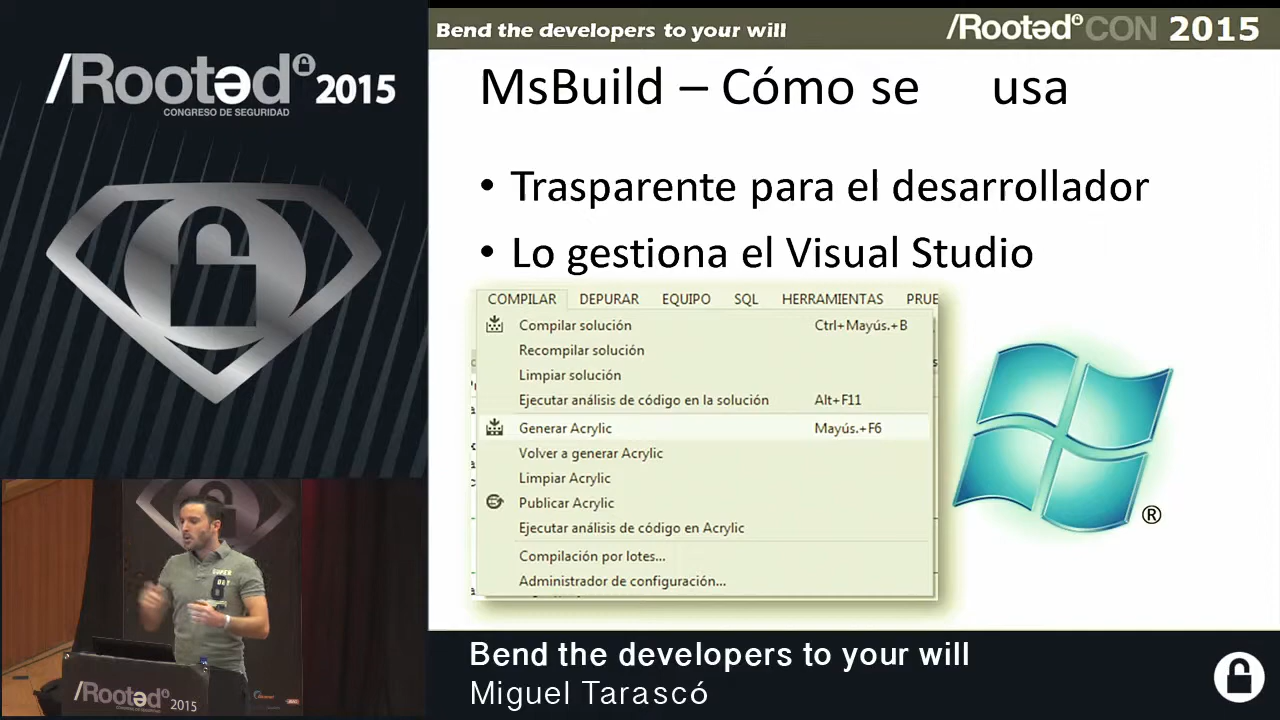 /Rooted 2015
CONGRESO DE SEGURIDAD
Bend the developers to your will
/Rooted CON 2015
MsBuild – Cómo se usa
• Trasparente para el desarrollador
• Lo gestiona el Visual Studio
COMPILAR DEPURAR EQUIPO SQL HERRAMIENTAS PRUE
Compilar solución Ctrl+Mayús.+B
Recompilar solución
Limpiar solución
Ejecutar análisis de código en la solución Alt+F11
Generar Acrylic Mayús.+F6
Volver a generar Acrylic
Limpiar Acrylic
Publicar Acrylic
Ejecutar análisis de código en Acrylic
Compilación por lotes...
Administrador de configuración...
®
SUPER
/Rooted 2015
Bend the developers to your will
Miguel Tarascó